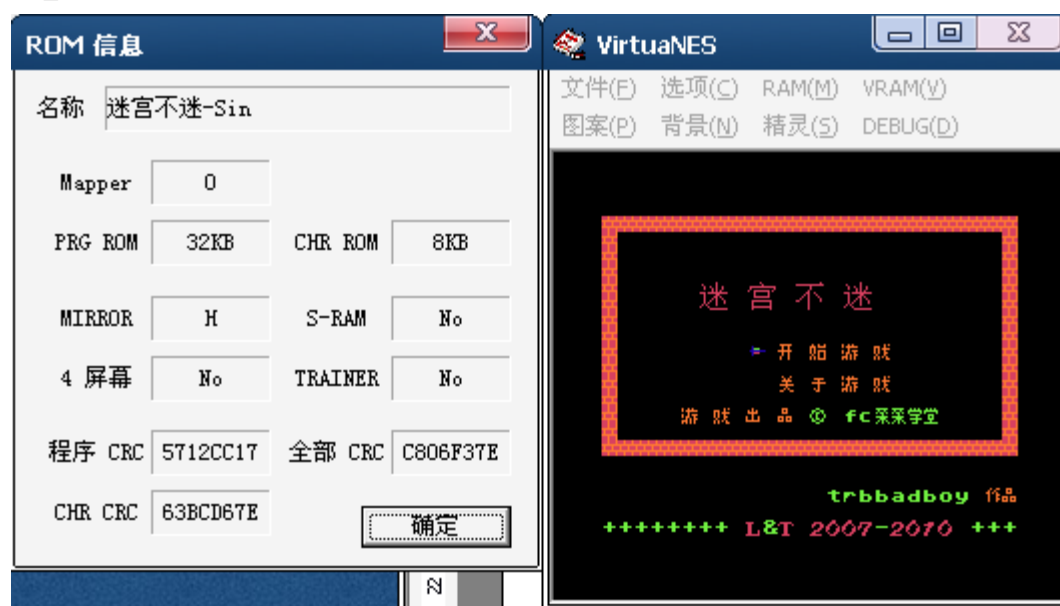 ROM 信息
名称 迷宫不迷-Sin
Mapper 0
PRG ROM 32KB CHR ROM 8KB
MIRROR H S-RAM No
4 屏幕 No TRAINER No
程序 CRC 5712CC17 全部 CRC C806F37E
CHR CRC 63BCD67E
确定
VirtuaNES
文件(F) 选项(C) RAM(M) VRAM(V)
图案(P) 背景(N) 精灵(S) DEBUG(D)
迷宫不迷
开始游戏
关于游戏
游戏出品 © fc菜菜学堂
trbbadboy 作品
++++++++ L&T 2007-2010 +++